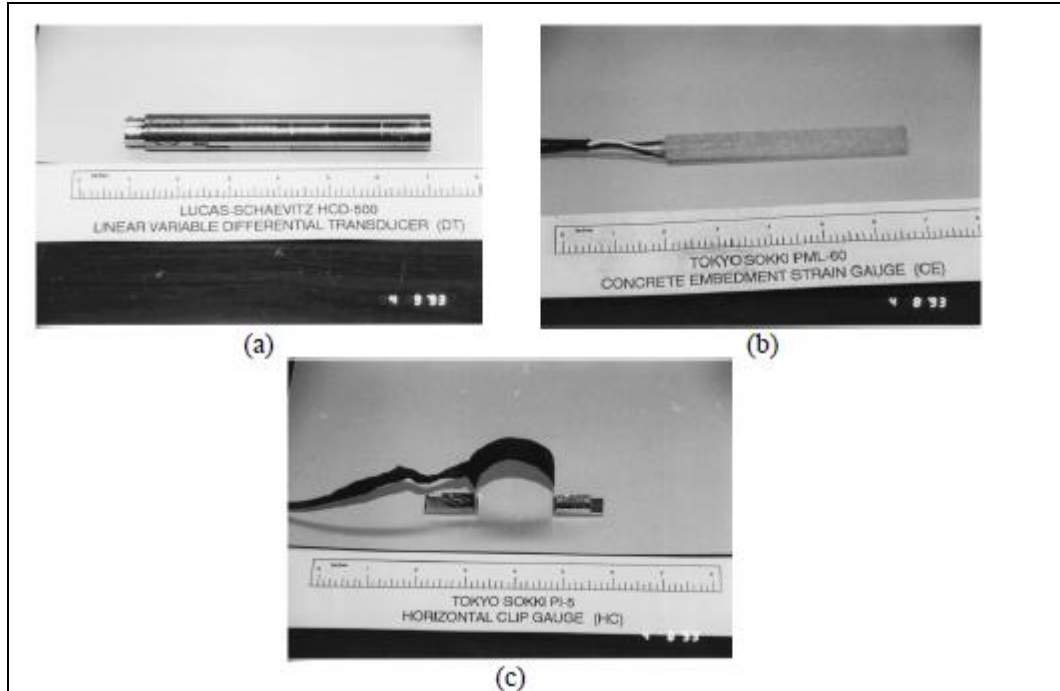 LUCAS-SCHAEVITZ HCD-500
LINEAR VARIABLE DIFFERENTIAL TRANSDUCER (DT)
4 9 93
(a)
TOKYO SOKKI PML-60
CONCRETE EMBEDMENT STRAIN GAUGE (CE)
4 8 93
(b)
TOKYO SOKKI PI-5
HORIZONTAL CLIP GAUGE (HC)
4 8 93
(c)